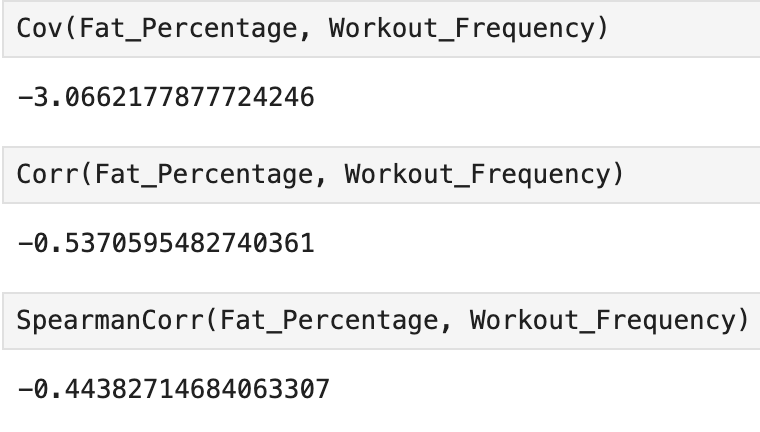 Cov(Fat_Percentage, Workout_Frequency)
-3.0662177877724246
Corr(Fat_Percentage, Workout_Frequency)
-0.5370595482740361
SpearmanCorr(Fat_Percentage, Workout_Frequency)
-0.44382714684063307